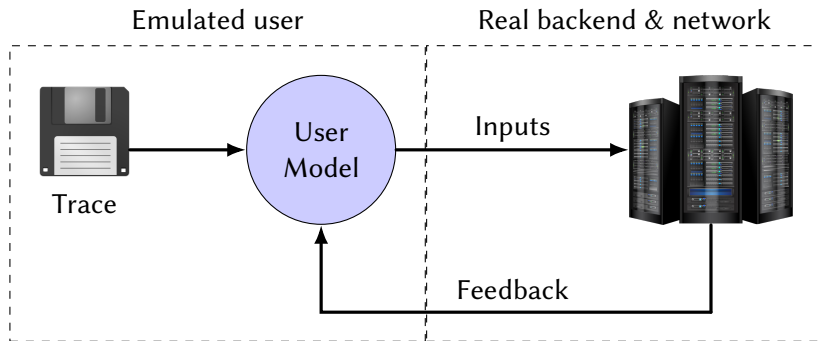 Emulated user
Real backend & network
User
Model
Inputs
Trace
Feedback